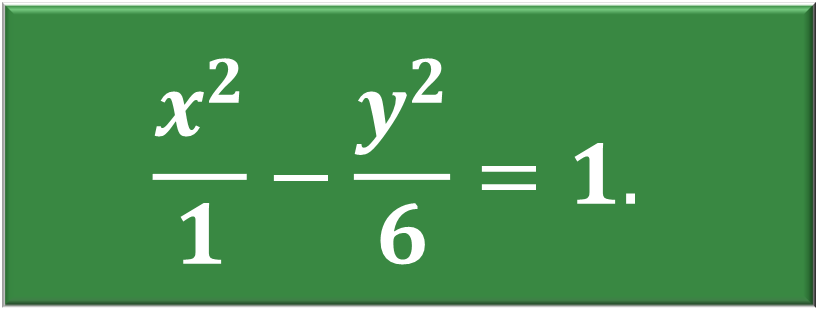 x²/1 − y²/6 = 1.